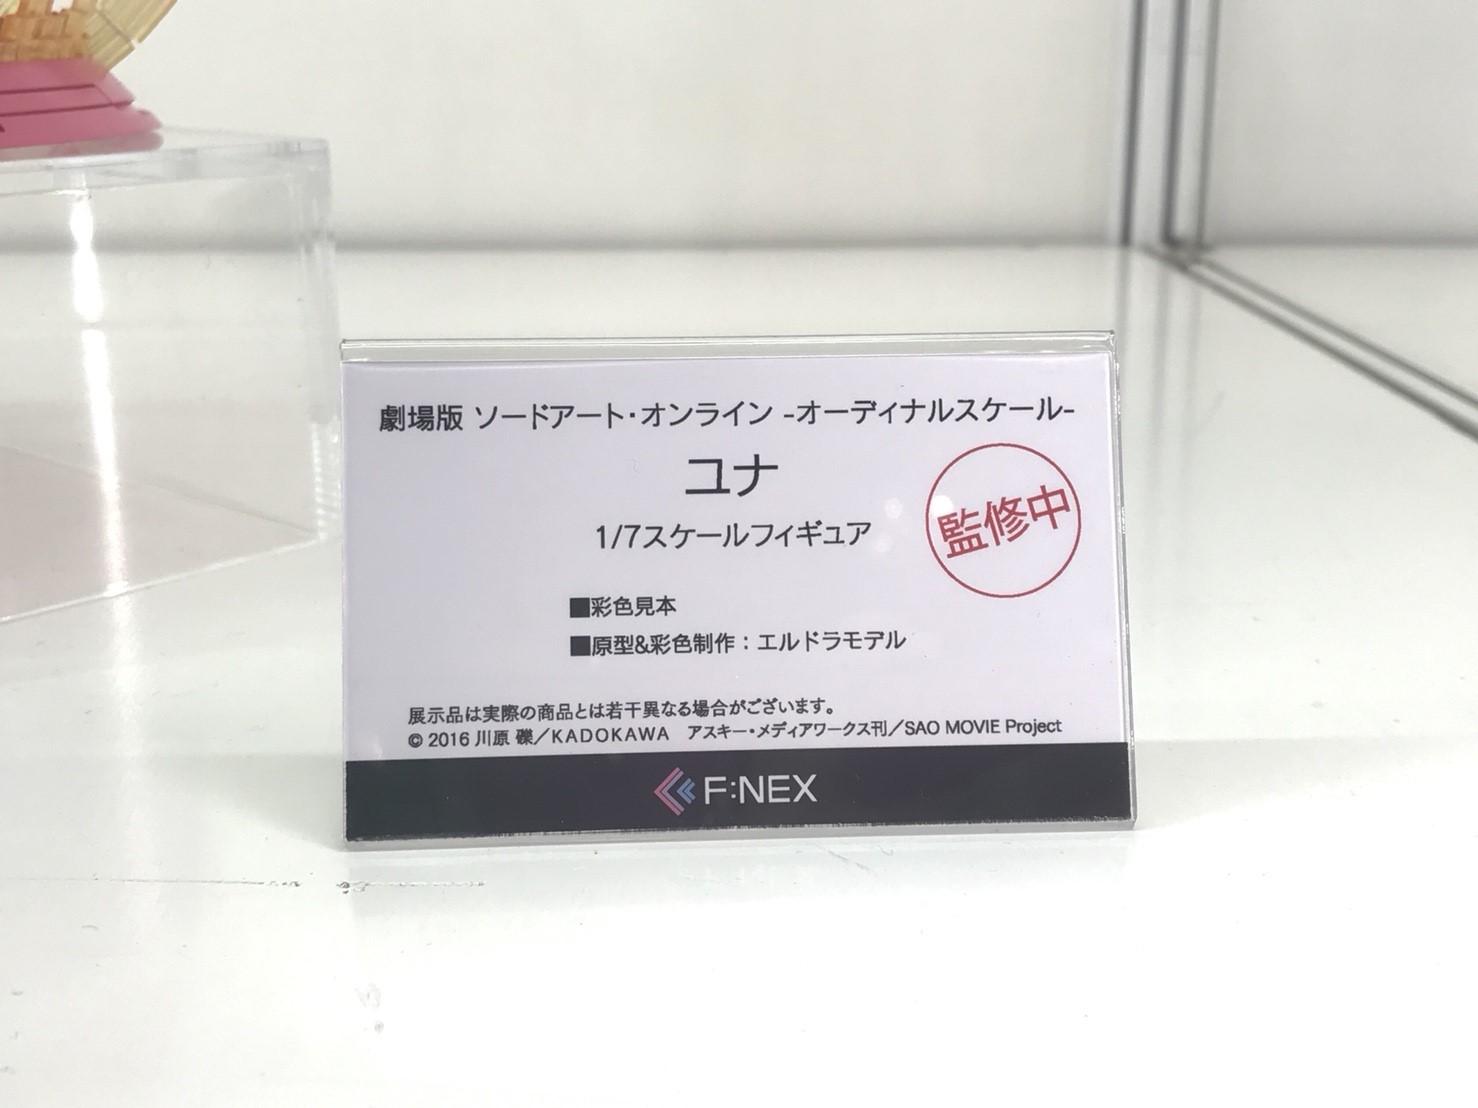 劇場版 ソードアート・オンライン -オーディナルスケール-
ユナ
1/7スケールフィギュア
監修中
■彩色見本
■原型&彩色制作：エルドラモデル
展示品は実際の商品とは若干異なる場合がございます。
© 2016 川原 礫／KADOKAWA　アスキー・メディアワークス刊／SAO MOVIE Project
F:NEX